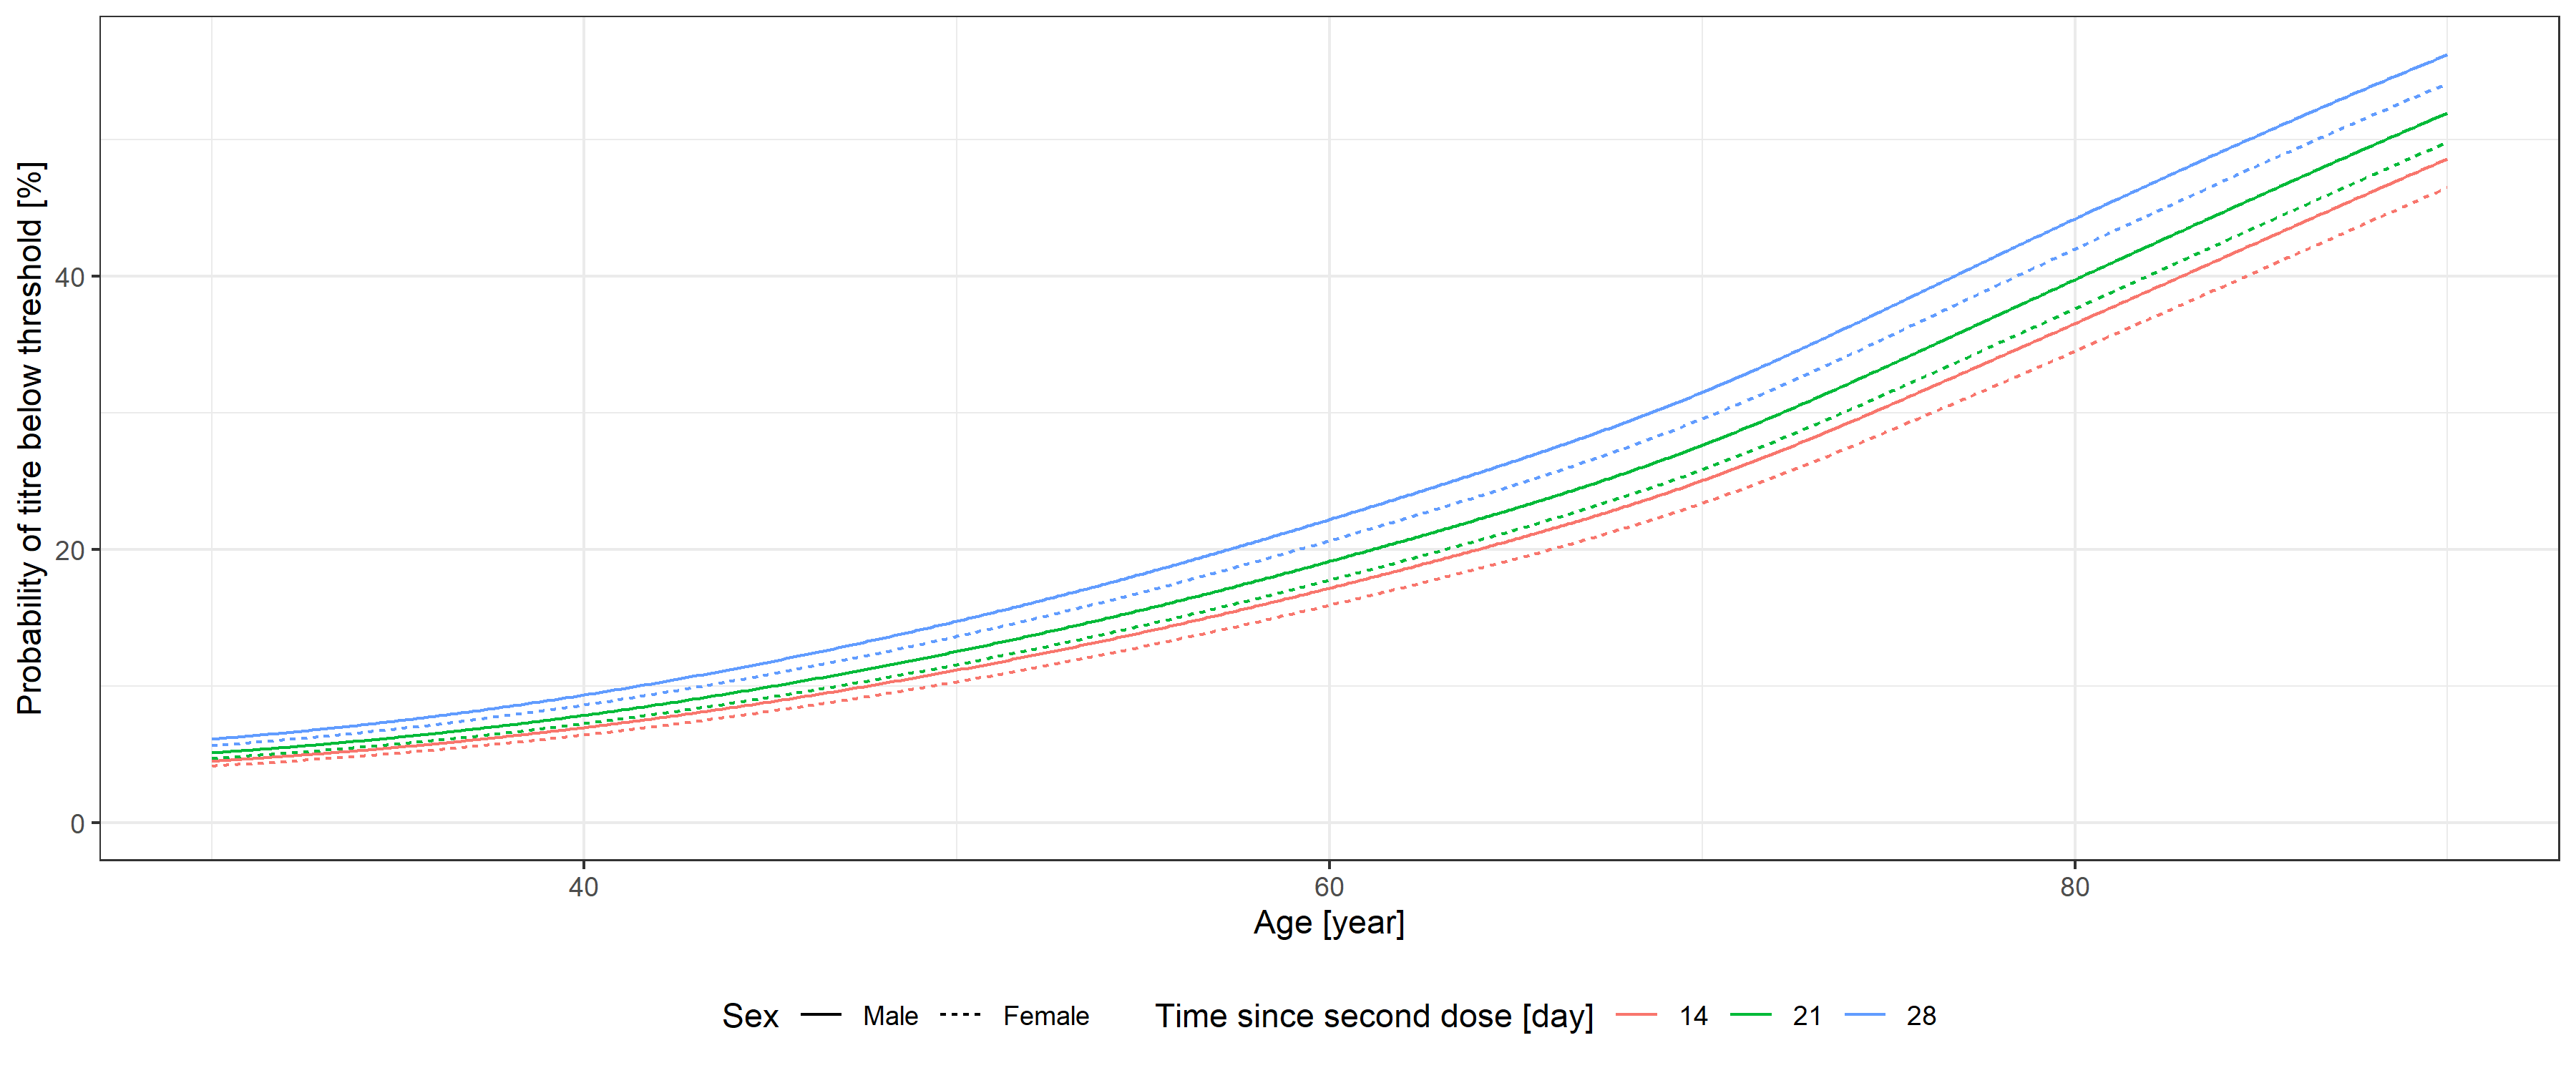 Probability of titre below threshold [%]
40
20
0
40 60 80
Age [year]
Sex Male Female Time since second dose [day] 14 21 28